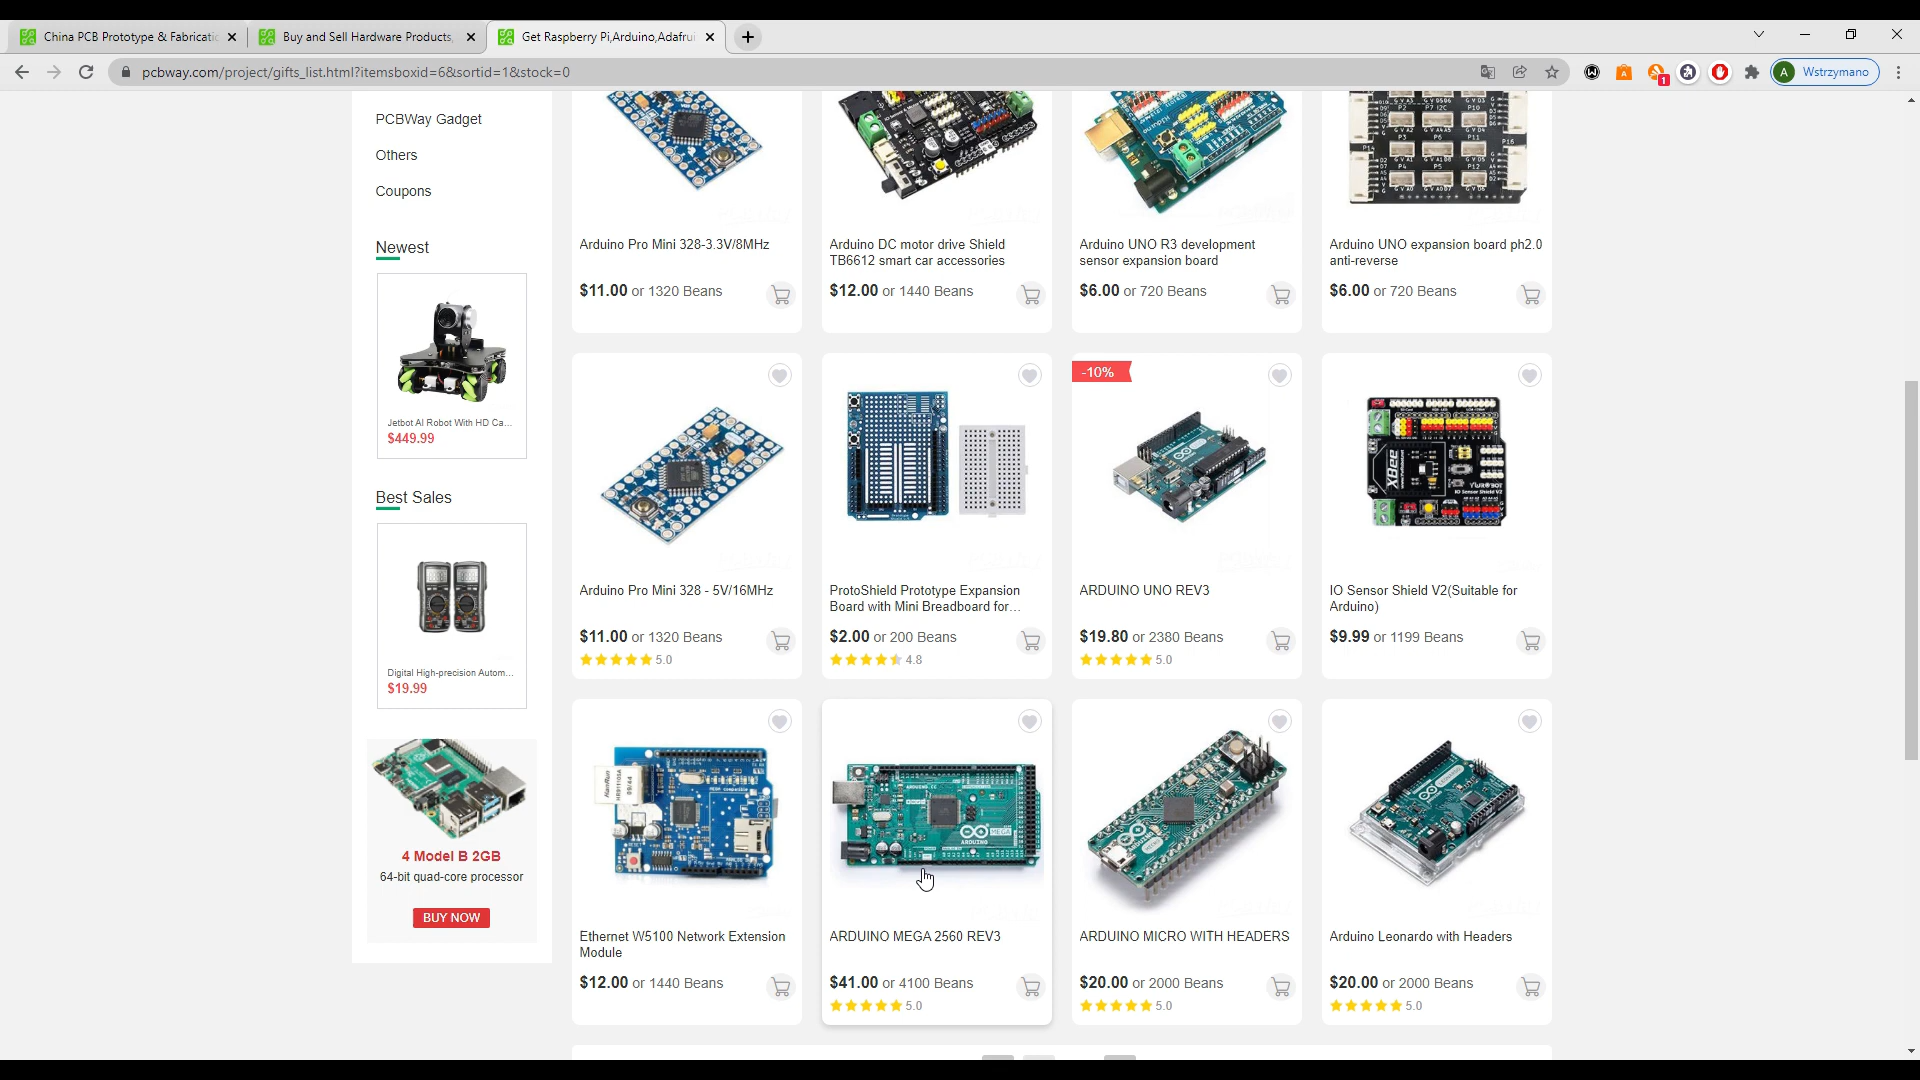 China PCB Prototype & Fabricatio
Buy and Sell Hardware Products,
Get Raspberry Pi,Arduino,Adafrui
pcbway.com/project/gifts_list.html?itemsboxid=6&sortid=1&stock=0
1
A Wstrzymano
PCBWay Gadget
Others
Coupons
Newest
Jetbot AI Robot With HD Ca...
$449.99
Best Sales
Digital High-precision Autom...
$19.99
4 Model B 2GB
64-bit quad-core processor
BUY NOW
Arduino Pro Mini 328-3.3V/8MHz
$11.00 or 1320 Beans
Arduino DC motor drive Shield
TB6612 smart car accessories
$12.00 or 1440 Beans
Arduino UNO R3 development
sensor expansion board
$6.00 or 720 Beans
Arduino UNO expansion board ph2.0
anti-reverse
$6.00 or 720 Beans
Arduino Pro Mini 328 - 5V/16MHz
$11.00 or 1320 Beans
5.0
ProtoShield Prototype Expansion
Board with Mini Breadboard for...
$2.00 or 200 Beans
4.8
-10%
ARDUINO UNO REV3
$19.80 or 2380 Beans
5.0
XBee
IO Sensor Shield V2
IO Sensor Shield V2(Suitable for
Arduino)
$9.99 or 1199 Beans
Ethernet W5100 Network Extension
Module
$12.00 or 1440 Beans
MEGA
ARDUINO
ARDUINO MEGA 2560 REV3
$41.00 or 4100 Beans
5.0
ARDUINO MICRO WITH HEADERS
$20.00 or 2000 Beans
5.0
Arduino Leonardo with Headers
$20.00 or 2000 Beans
5.0